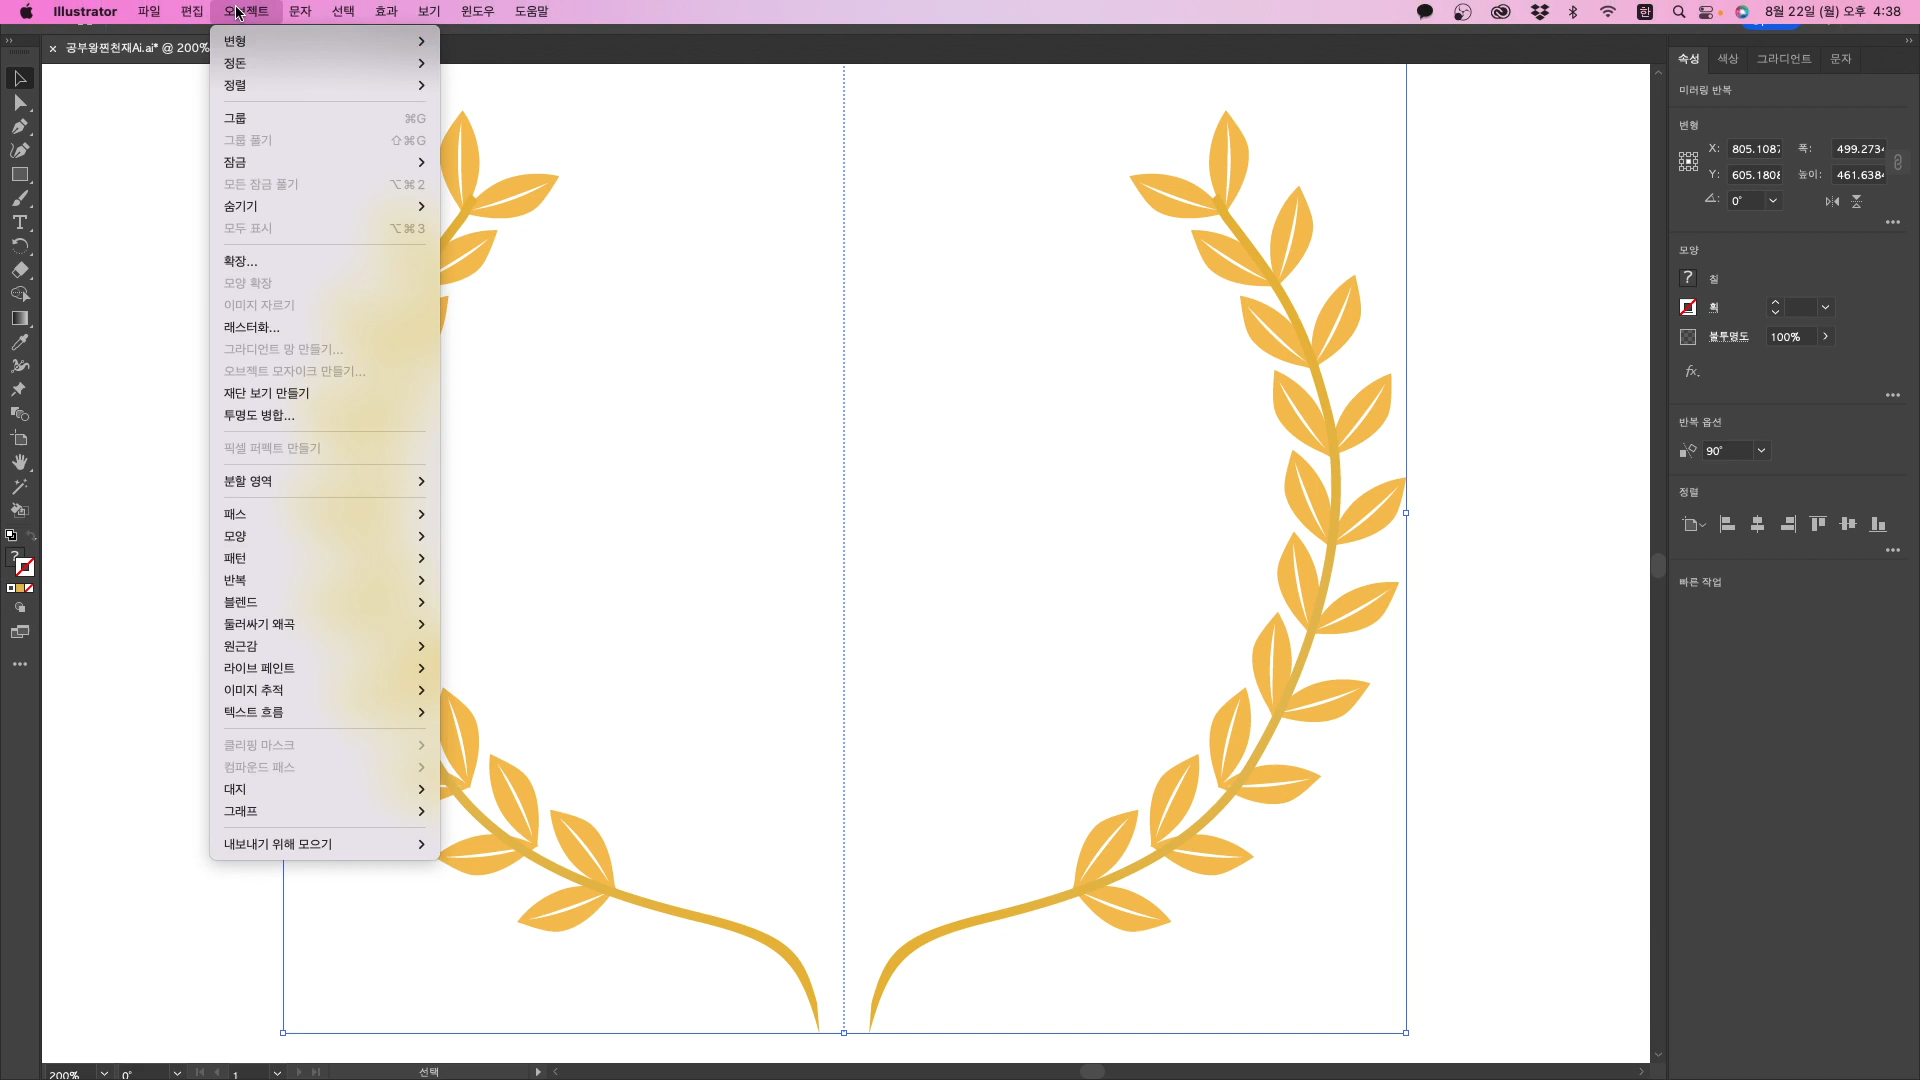 Illustrator 파일 편집 오브젝트 문자 선택 효과 보기 윈도우 도움말 한 8월 22일 (월) 오후 4:38
× 공부왕찐천재Ai.ai* @ 200%
변형
정돈
정렬
그룹 ⌘G
그룹 풀기 ⇧⌘G
잠금
모든 잠금 풀기 ⌥⌘2
숨기기
모두 표시 ⌥⌘3
확장...
모양 확장
이미지 자르기
래스터화...
그라디언트 망 만들기...
오브젝트 모자이크 만들기...
재단 보기 만들기
투명도 병합...
픽셀 퍼펙트 만들기
분할 영역
패스
모양
패턴
반복
블렌드
둘러싸기 왜곡
원근감
라이브 페인트
이미지 추적
텍스트 흐름
클리핑 마스크
컴파운드 패스
대지
그래프
내보내기 위해 모으기
속성 색상 그라디언트 문자
미러링 반복
변형
X: 805.1087 폭: 499.2734
Y: 605.1808 높이: 461.6384
0°
모양
? 칠
획
불투명도 100%
fx.
반복 옵션
90°
정렬
빠른 작업
200% 0° 1 선택